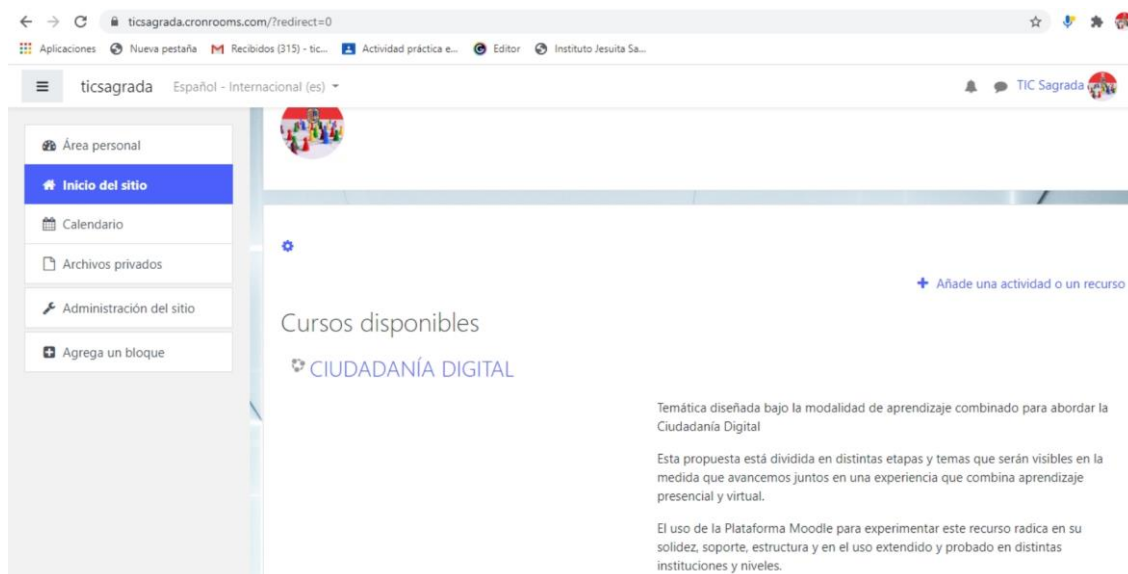 ticsagrada.cronrooms.com/?redirect=0
Aplicaciones Nueva pestaña Recibidos (315) - tic... Actividad práctica e... Editor Instituto Jesuita Sa...
ticsagrada Español - Internacional (es) TIC Sagrada
Área personal
Inicio del sitio
Calendario
Archivos privados
Administración del sitio
Agrega un bloque
Añade una actividad o un recurso
Cursos disponibles
CIUDADANÍA DIGITAL
Temática diseñada bajo la modalidad de aprendizaje combinado para abordar la
Ciudadanía Digital
Esta propuesta está dividida en distintas etapas y temas que serán visibles en la
medida que avancemos juntos en una experiencia que combina aprendizaje
presencial y virtual.
El uso de la Plataforma Moodle para experimentar este recurso radica en su
solidez, soporte, estructura y en el uso extendido y probado en distintas
instituciones y niveles.